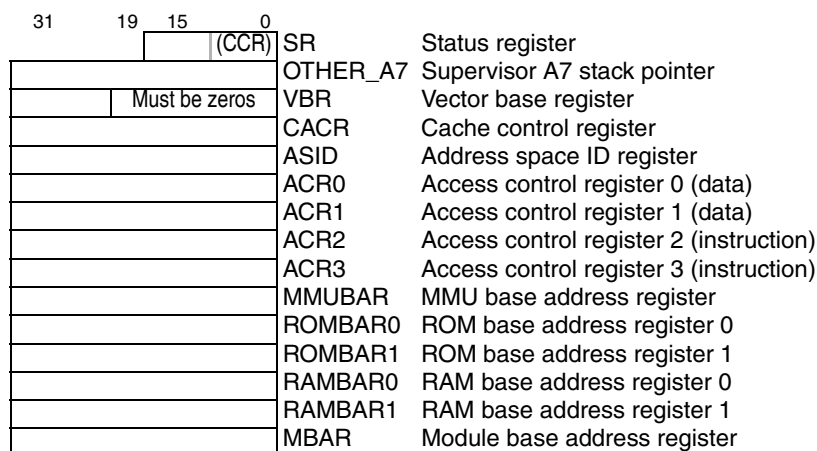 31 19 15 0
(CCR) SR Status register
OTHER_A7 Supervisor A7 stack pointer
Must be zeros VBR Vector base register
CACR Cache control register
ASID Address space ID register
ACR0 Access control register 0 (data)
ACR1 Access control register 1 (data)
ACR2 Access control register 2 (instruction)
ACR3 Access control register 3 (instruction)
MMUBAR MMU base address register
ROMBAR0 ROM base address register 0
ROMBAR1 ROM base address register 1
RAMBAR0 RAM base address register 0
RAMBAR1 RAM base address register 1
MBAR Module base address register